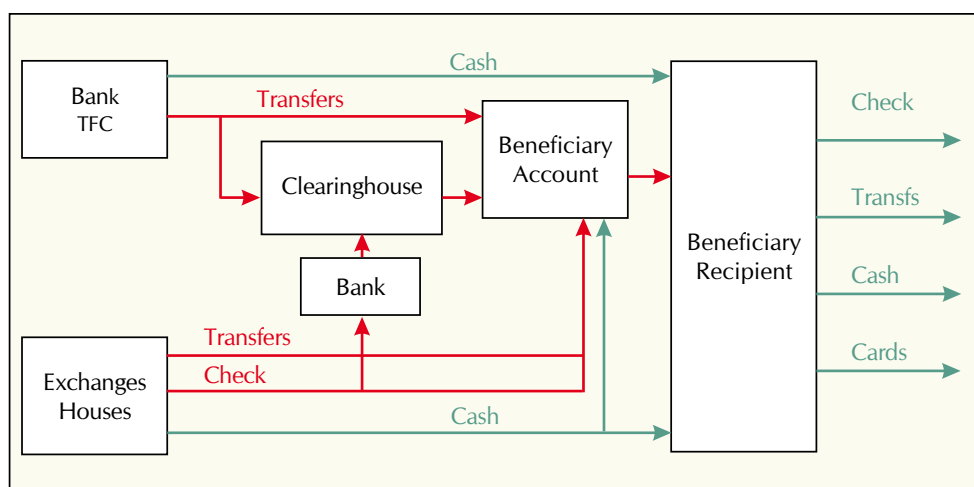 Cash
Bank
TFC
Transfers
Check
Beneficiary
Account
Clearinghouse
Transfs
Beneficiary
Recipient
Bank
Cash
Transfers
Check
Cards
Exchanges
Houses
Cash